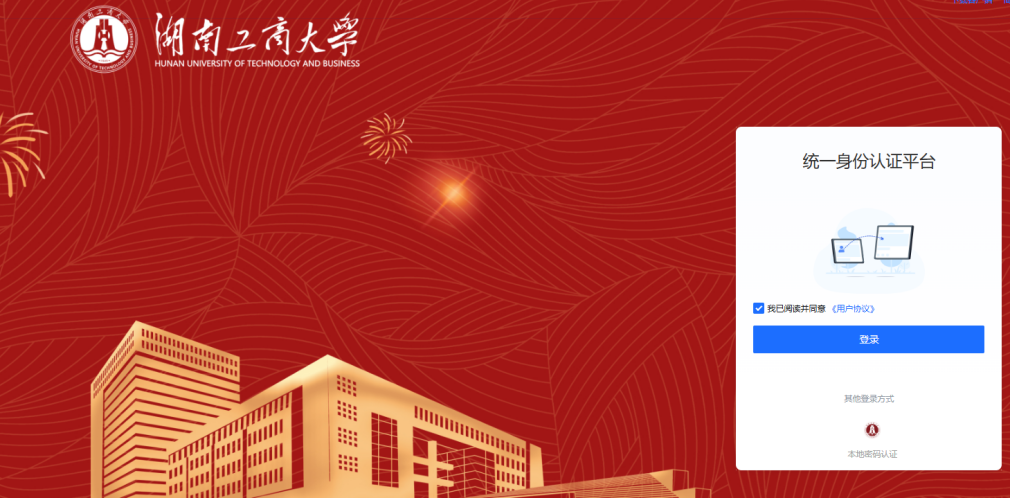 湖南工商大學
HUNAN UNIVERSITY OF TECHNOLOGY AND BUSINESS
统一身份认证平台
我已阅读并同意 《用户协议》
登录
其他登录方式
本地密码认证